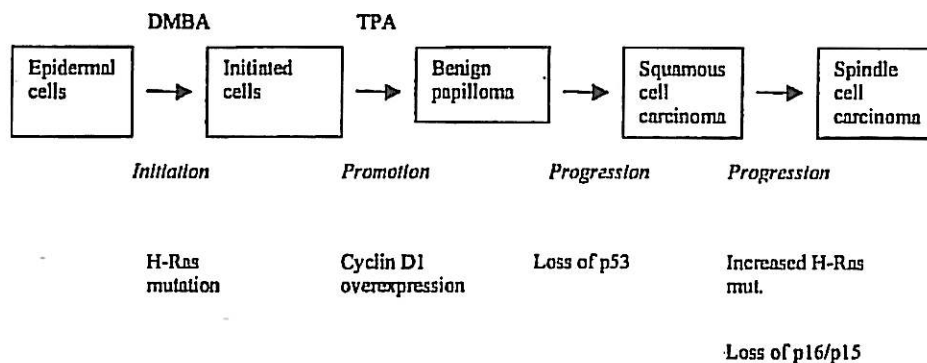 DMBA
TPA
Epidermal
cells
Initiated
cells
Benign
papilloma
Squamous
cell
carcinoma
Spindle
cell
carcinoma
Initiation
Promotion
Progression
Progression
H-Ras
mutation
Cyclin D1
overexpression
Loss of p53
Increased H-Ras
mut.
Loss of p16/p15